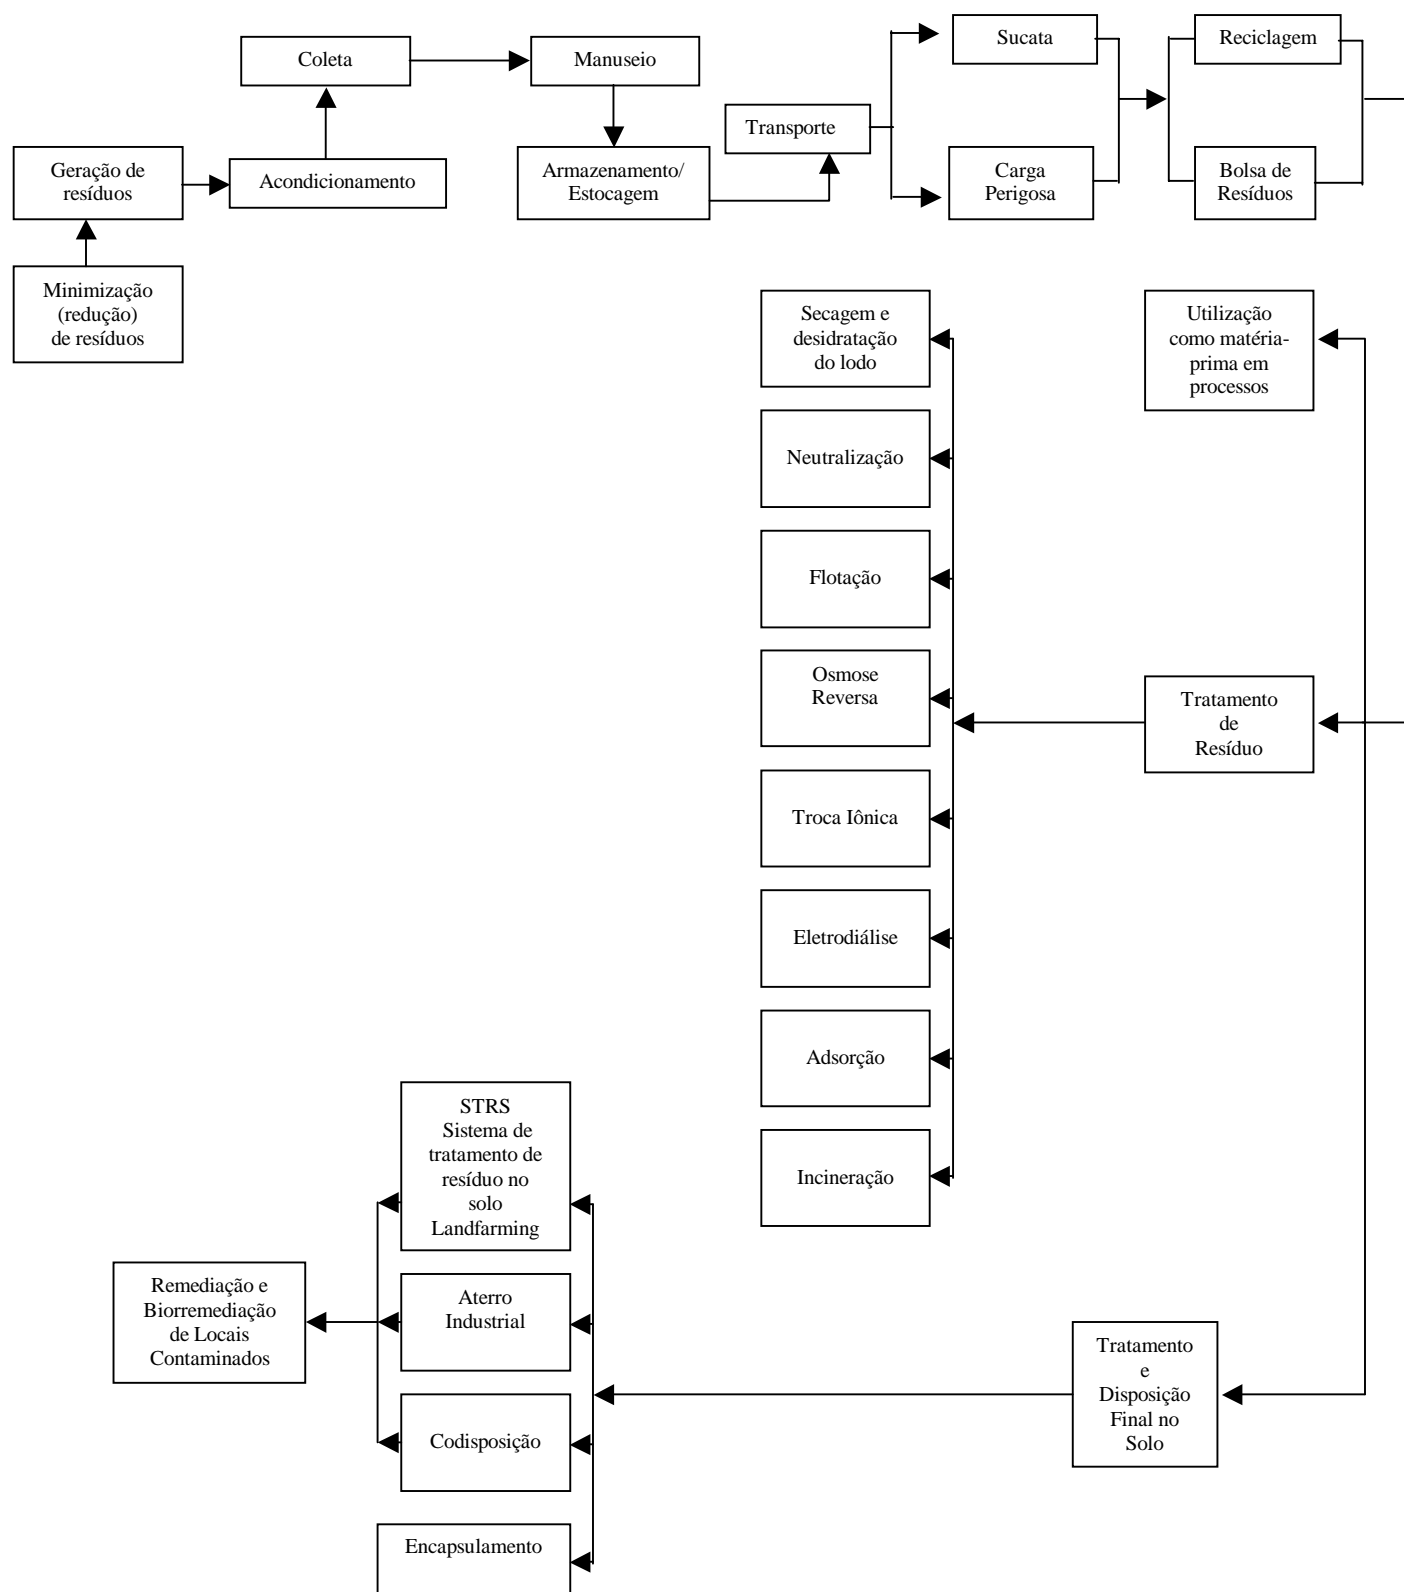 Coleta
Manuseio
Sucata
Reciclagem
Transporte
Geração de
resíduos
Acondicionamento
Armazenamento/
Estocagem
Carga
Perigosa
Bolsa de
Resíduos
Minimização
(redução)
de resíduos
Secagem e
desidratação
do lodo
Utilização
como matéria-
prima em
processos
Neutralização
Flotação
Osmose
Reversa
Tratamento
de
Resíduo
Troca Iônica
Eletrodiálise
Adsorção
STRS
Sistema de
tratamento de
resíduo no
solo
Landfarming
Incineração
Remediação e
Biorremediação
de Locais
Contaminados
Aterro
Industrial
Tratamento
e
Disposição
Final no
Solo
Codisposição
Encapsulamento